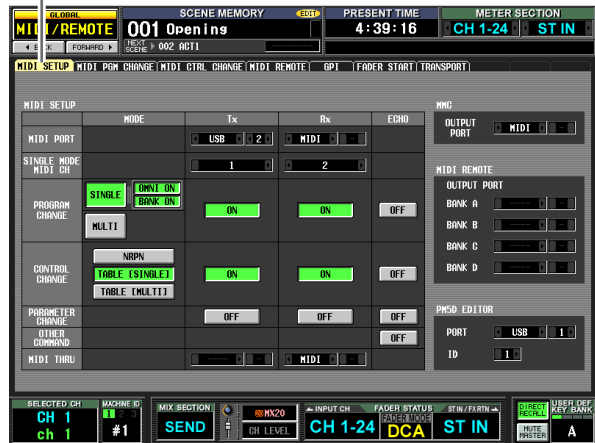 GLOBAL SCENE MEMORY EDIT PRESENT TIME METER SECTION
MIDI/REMOTE 001 Opening 4:39:16 CH 1-24 ST IN
BACK FORWARD NEXT SCENE 002 ACT1
MIDI SETUP MIDI PGM CHANGE MIDI CTRL CHANGE MIDI REMOTE GPI FADER START TRANSPORT
MIDI SETUP
MODE Tx Rx ECHO
MIDI PORT USB 2 MIDI -
SINGLE MODE MIDI CH 1 2
PROGRAM CHANGE SINGLE OMNI ON BANK ON MULTI ON ON OFF
CONTROL CHANGE NRPN TABLE [SINGLE] TABLE [MULTI] ON ON OFF
PARAMETER CHANGE OFF OFF OFF
OTHER COMMAND OFF
MIDI THRU ---- - MIDI -
MMC
OUTPUT PORT MIDI -
MIDI REMOTE
OUTPUT PORT
BANK A ---- -
BANK B ---- -
BANK C ---- -
BANK D ---- -
PM5D EDITOR
PORT USB 1
ID 1
SELECTED CH MACHINE ID MIX SECTION MX20 INPUT CH FADER STATUS ST IN/FXRTN DIRECT RECALL USER DEF KEY BANK
CH 1 1 2 3 SEND CH LEVEL CH 1-24 FADER MODE DCA ST IN MUTE MASTER A
ch 1 #1